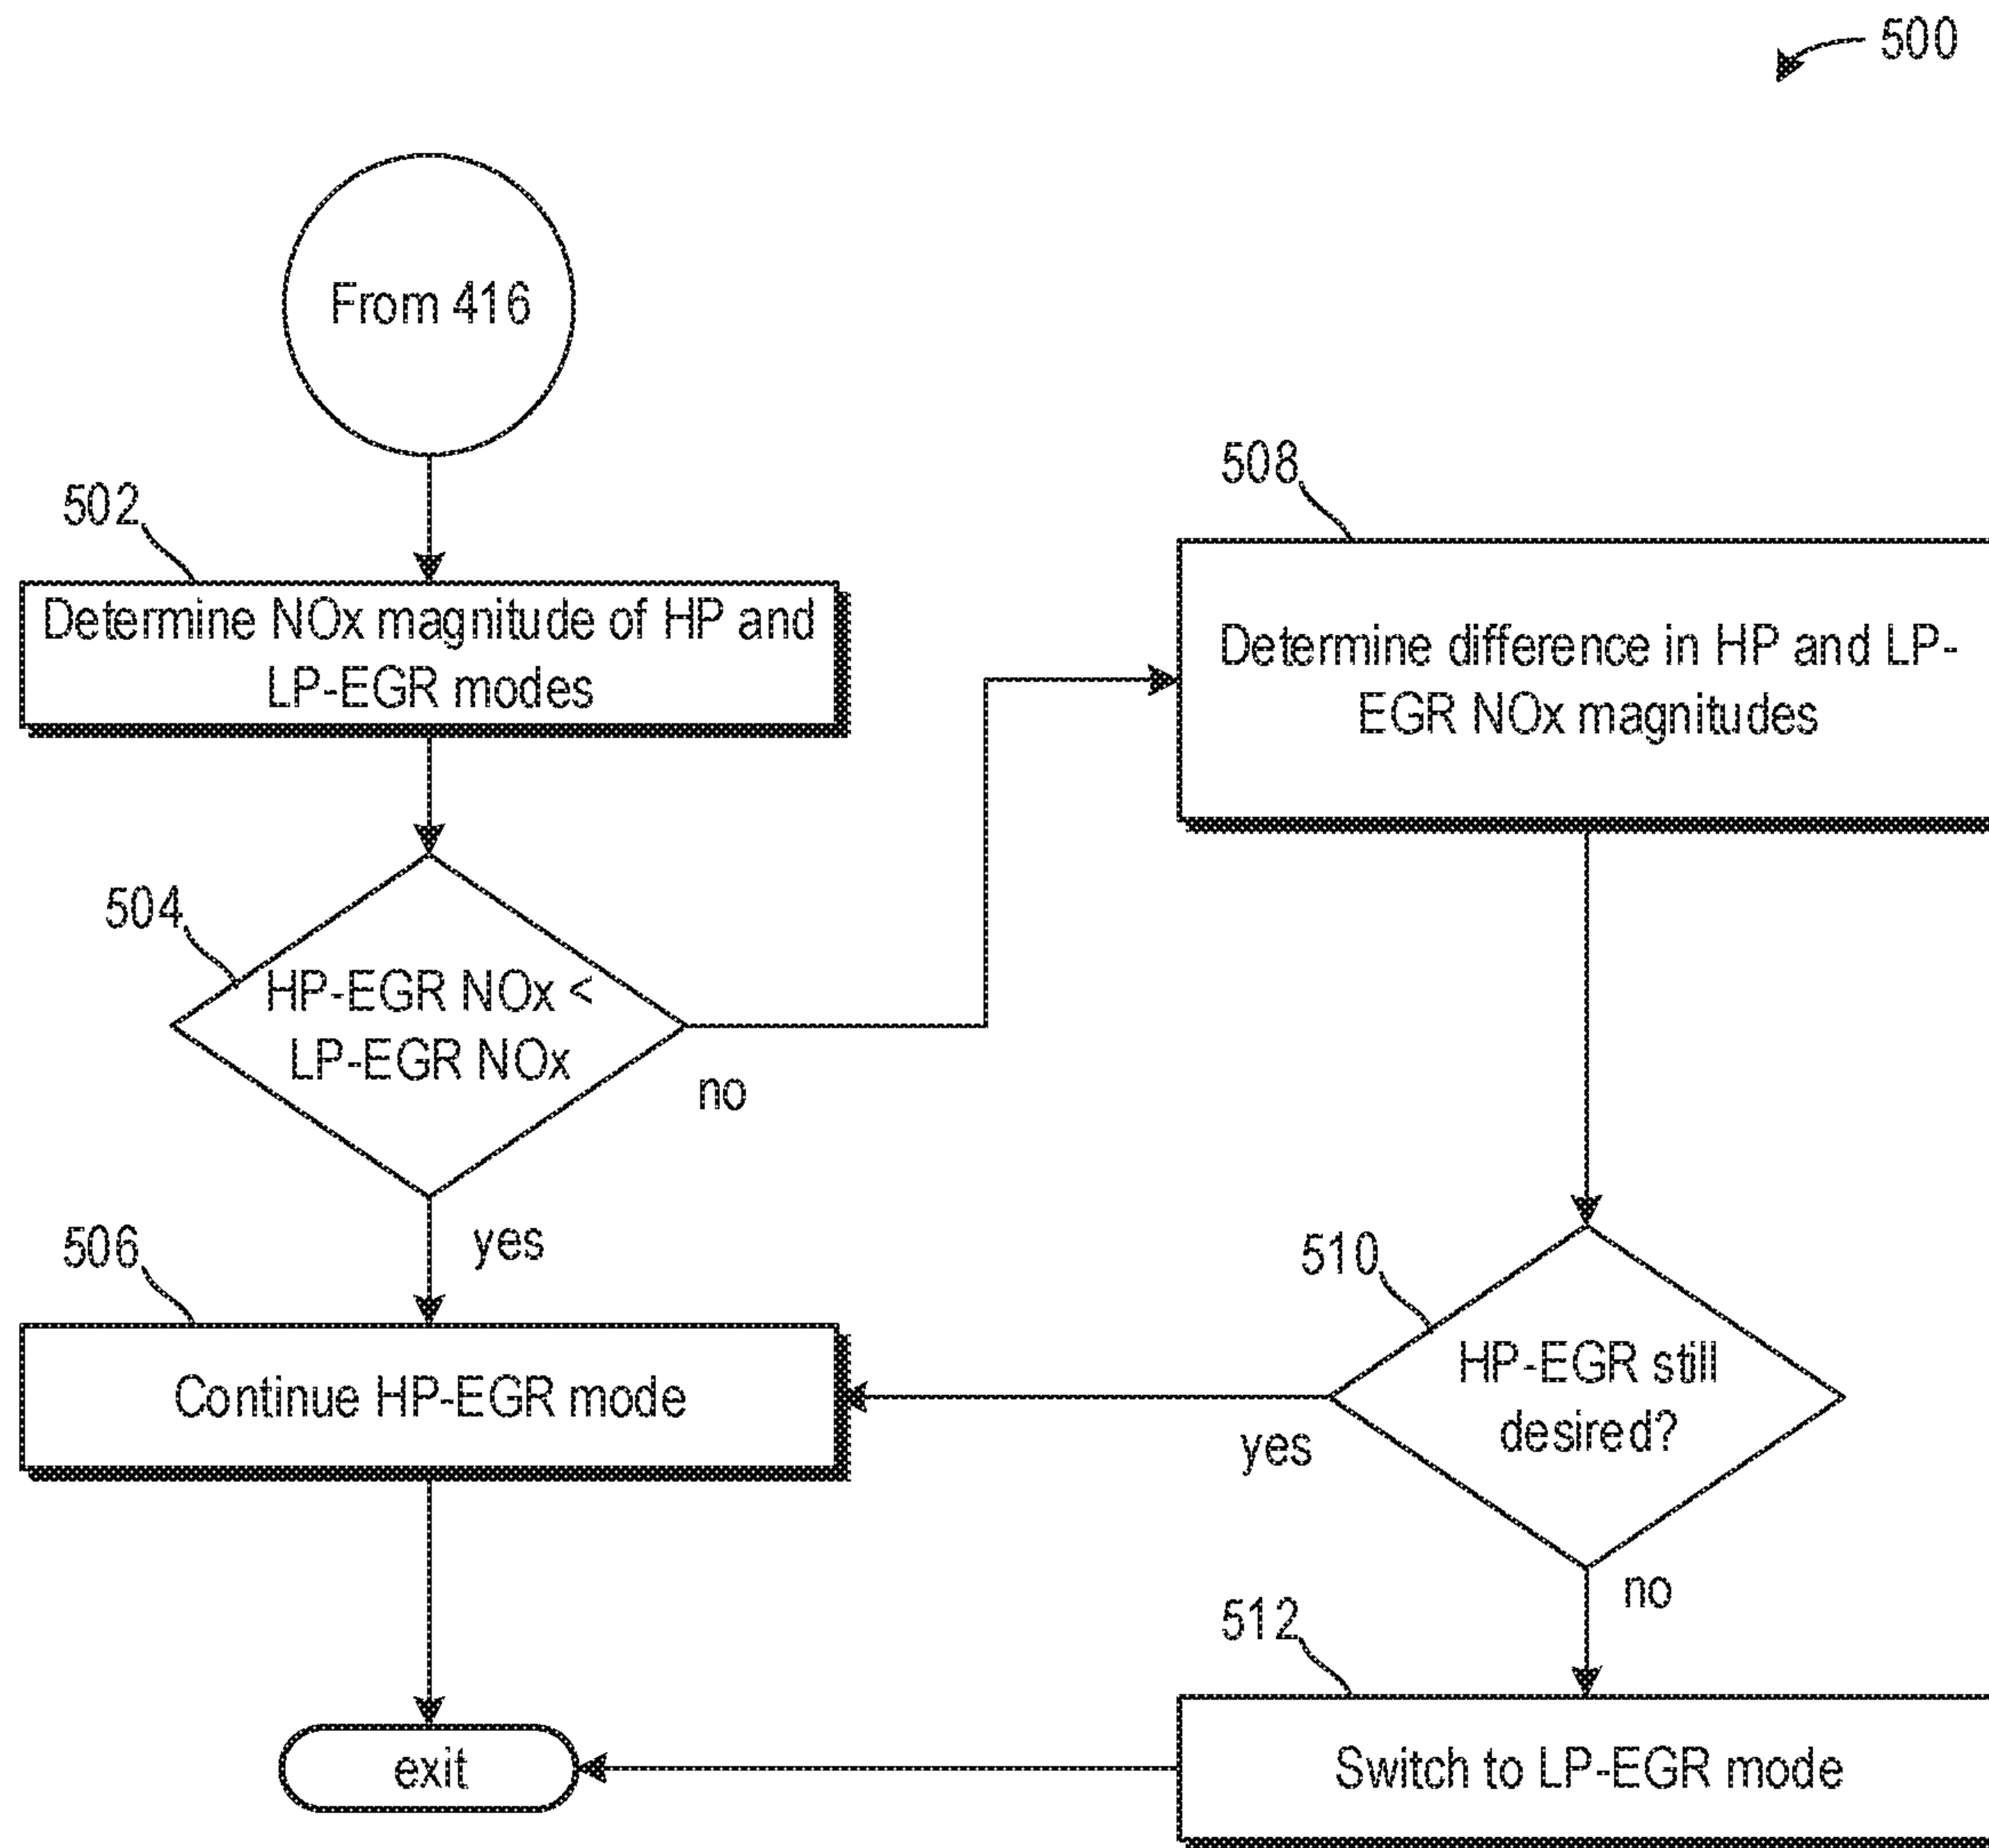 500
From 416
502
Determine NOx magnitude of HP and
LP-EGR modes
504
HP-EGR NOx <
LP-EGR NOx
no
yes
506
Continue HP-EGR mode
508
Determine difference in HP and LP-
EGR NOx magnitudes
510
HP-EGR still
desired?
yes
no
512
Switch to LP-EGR mode
exit